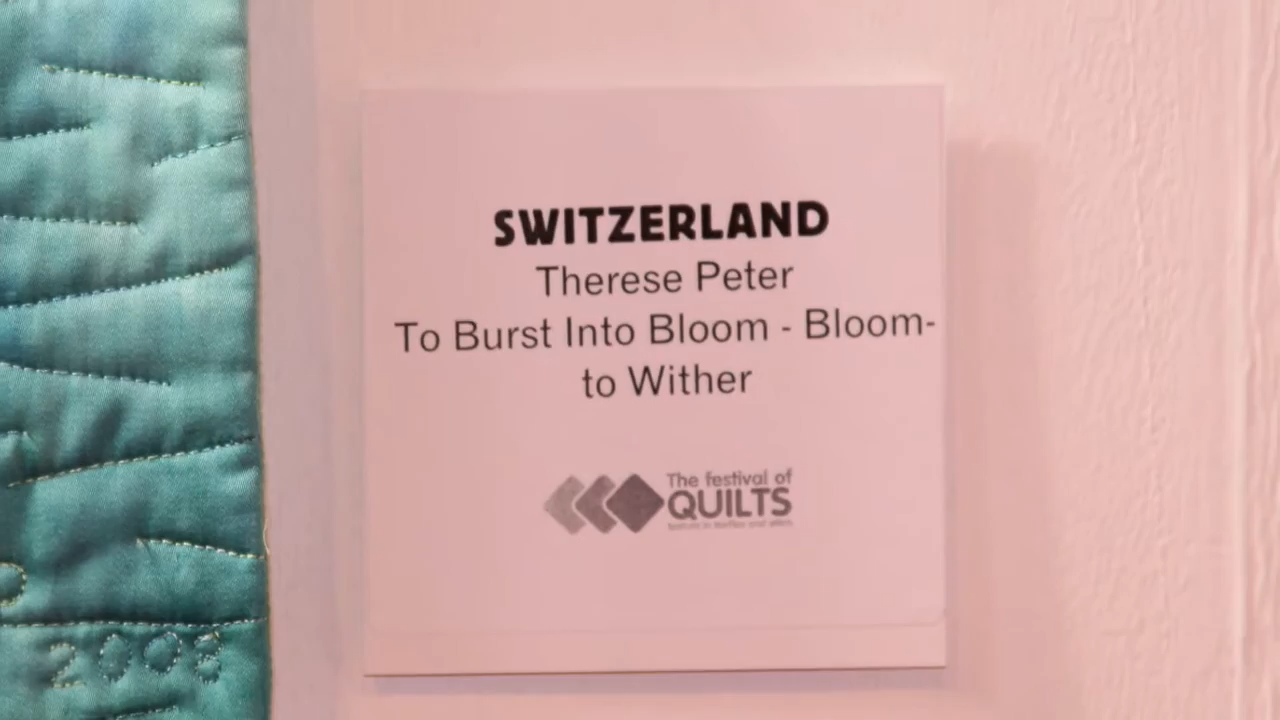 SWITZERLAND
Therese Peter
To Burst Into Bloom - Bloom-
to Wither
The festival of
QUILTS
2008